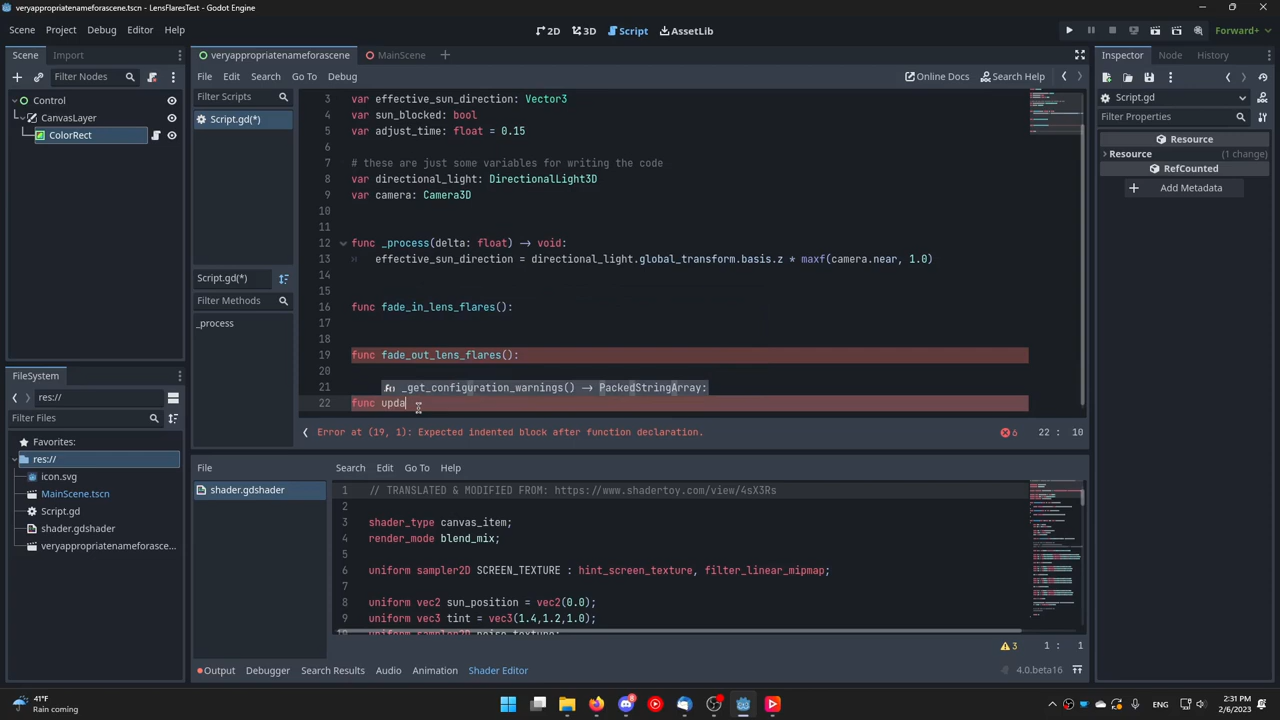 veryappropriatenameforascene.tscn - LensFlaresTest - Godot Engine
Scene Project Debug Editor Help
2D 3D Script AssetLib
Forward+
Scene Import
veryappropriatenameforascene MainScene
Inspector Node History
Filter Nodes
File Edit Search Go To Debug
Online Docs Search Help
Control
CanvasLayer
ColorRect
Filter Scripts
Script.gd(*)
Script.gd(*)
Filter Methods
_process
3 var effective_sun_direction: Vector3
var sun_blocked: bool
5 var adjust_time: float = 0.15
6
7 # these are just some variables for writing the code
8 var directional_light: DirectionalLight3D
9 var camera: Camera3D
10
11
12 func _process(delta: float) -> void:
13 effective_sun_direction = directional_light.global_transform.basis.z * maxf(camera.near, 1.0)
14
15
16 func fade_in_lens_flares():
17
18
19 func fade_out_lens_flares():
20
21 _get_configuration_warnings() -> PackedStringArray:
22 func upda
Error at (19, 1): Expected indented block after function declaration.
6 22 : 10
Script.gd
Filter Properties
Resource
Resource (1 change)
RefCounted
Add Metadata
FileSystem
res://
Filter Files
Favorites:
res://
icon.svg
MainScene.tscn
Script.gd
shader.gdshader
veryappropriatenameforasce...
File
shader.gdshader
Search Edit Go To Help
1 // TRANSLATED & MODIFIED FROM: https://www.shadertoy.com/view/4sX3R
3 shader_type canvas_item;
render_mode blend_mix;
5
uniform sampler2D SCREEN_TEXTURE : hint_screen_texture, filter_linear_mipmap;
uniform vec2 sun_position = vec2(0.0);
uniform vec3 tint = vec3(1.4,1.2,1.0);
10 uniform sampler2D noise_texture;
3 1 : 1
Output Debugger Search Results Audio Animation Shader Editor
4.0.beta16
41°F
Rain coming
ENG
2:31 PM
2/6/2023